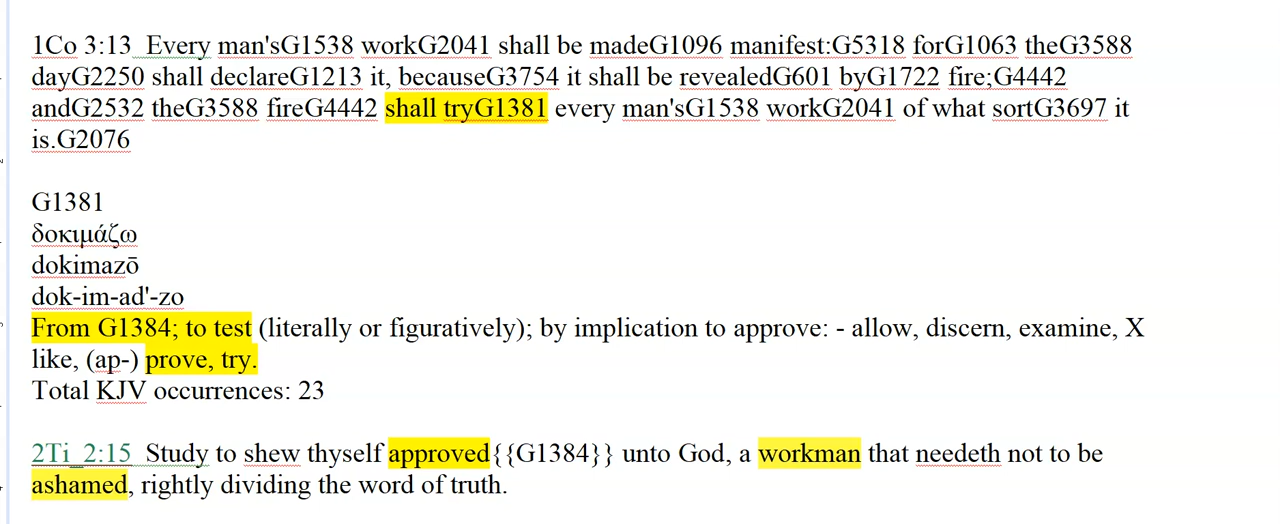 1Co 3:13  Every man'sG1538 workG2041 shall be madeG1096 manifest:G5318 forG1063 theG3588
dayG2250 shall declareG1213 it, becauseG3754 it shall be revealedG601 byG1722 fire;G4442
andG2532 theG3588 fireG4442 shall tryG1381 every man'sG1538 workG2041 of what sortG3697 it
is.G2076
G1381
δοκιμάζω
dokimazō
dok-im-ad'-zo
From G1384; to test (literally or figuratively); by implication to approve: - allow, discern, examine, X
like, (ap-) prove, try.
Total KJV occurrences: 23
2Ti_2:15  Study to shew thyself approved{{G1384}} unto God, a workman that needeth not to be
ashamed, rightly dividing the word of truth.